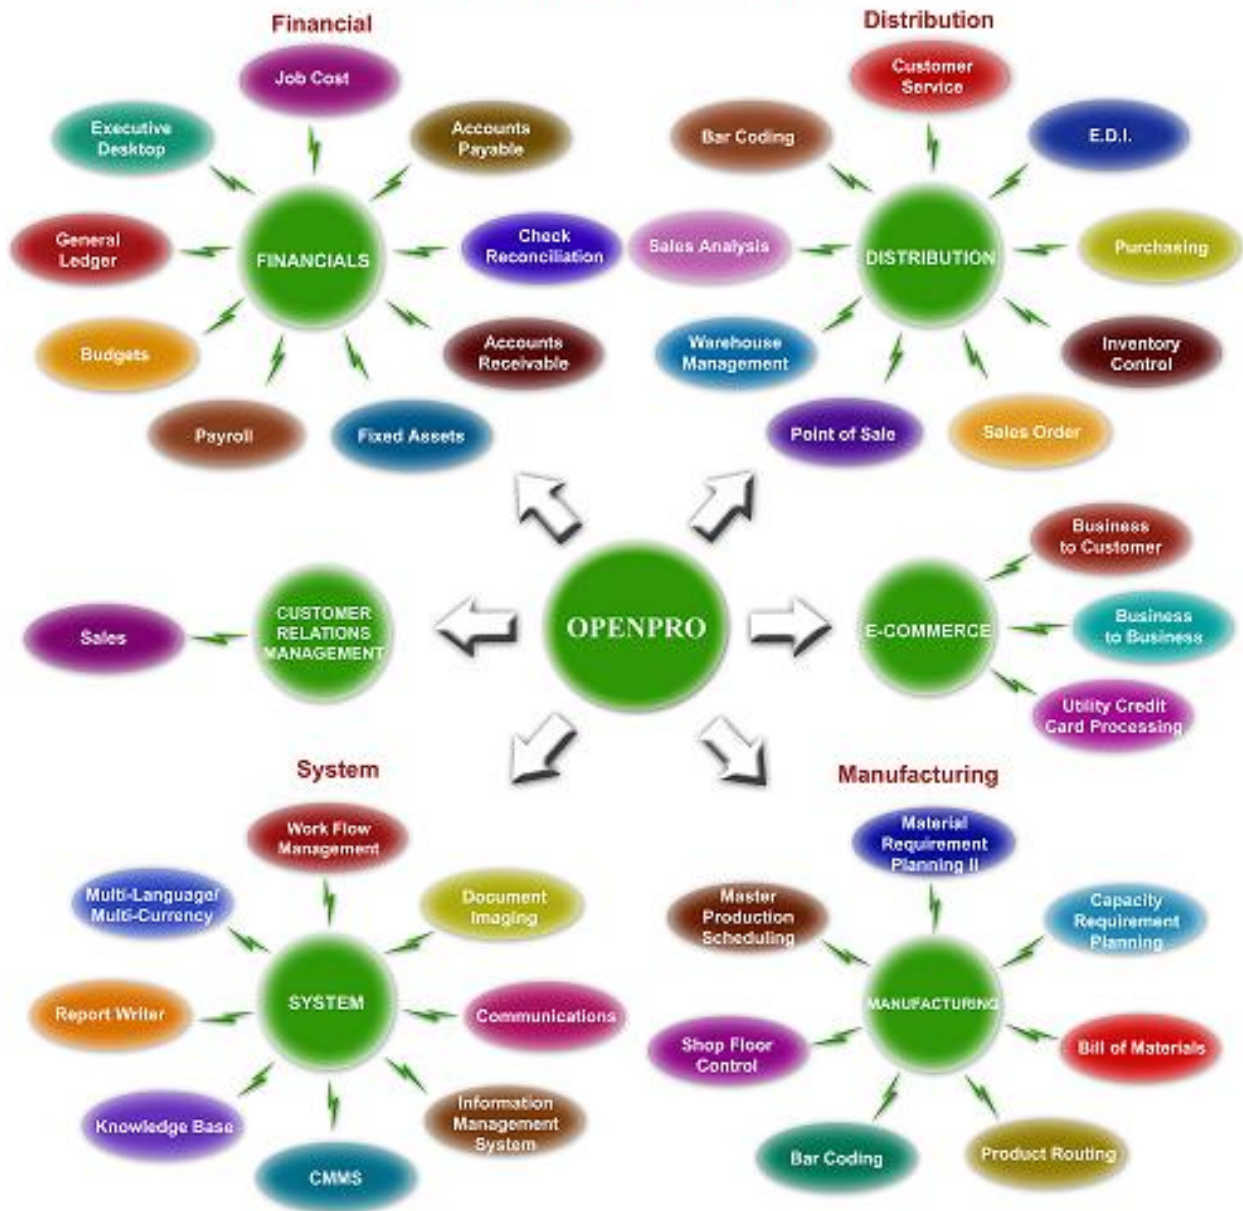 Financial
Job Cost
Executive
Desktop
Accounts
Payable
General
Ledger
FINANCIALS
Check
Reconciliation
Budgets
Accounts
Receivable
Payroll
Fixed Assets
Distribution
Customer
Service
Bar Coding
E.D.I.
Sales Analysis
DISTRIBUTION
Purchasing
Warehouse
Management
Inventory
Control
Point of Sale
Sales Order
Sales
CUSTOMER
RELATIONS
MANAGEMENT
OPENPRO
E-COMMERCE
Business
to Customer
Business
to Business
Utility Credit
Card Processing
System
Work Flow
Management
Multi-Language/
Multi-Currency
Document
Imaging
Report Writer
SYSTEM
Communications
Knowledge Base
Information
Management
System
CMMS
Manufacturing
Material
Requirement
Planning II
Master
Production
Scheduling
Capacity
Requirement
Planning
MANUFACTURING
Shop Floor
Control
Bill of Materials
Bar Coding
Product Routing